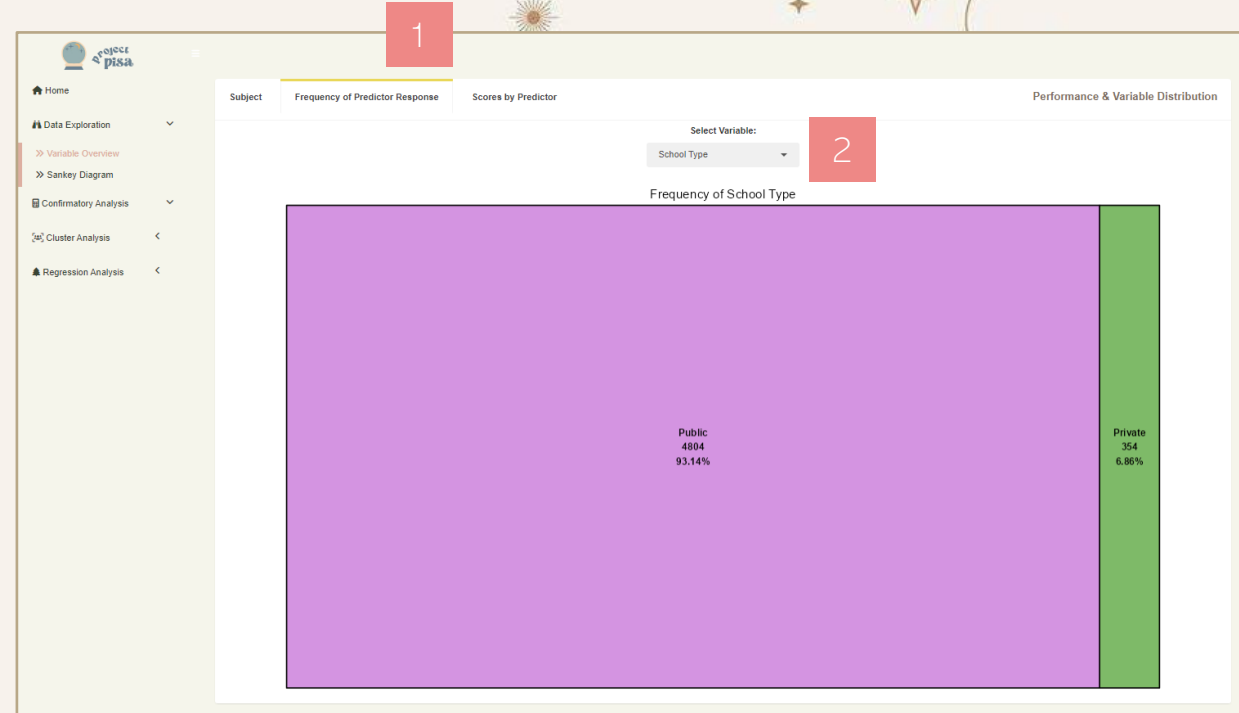 1
project
pisa
Home
Subject
Frequency of Predictor Response
Scores by Predictor
Performance & Variable Distribution
Data Exploration
Variable Overview
Sankey Diagram
Confirmatory Analysis
Cluster Analysis
Regression Analysis
Select Variable:
School Type
2
Frequency of School Type
Public
4804
93.14%
Private
354
6.86%